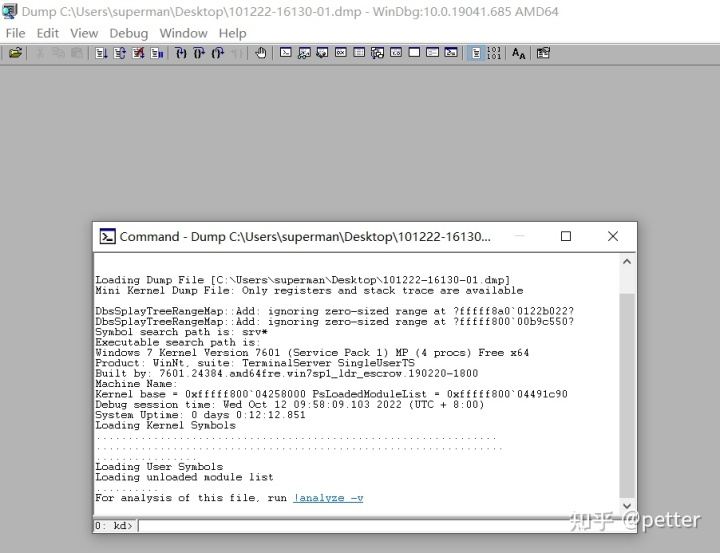 Dump C:\Users\superman\Desktop\101222-16130-01.dmp - WinDbg:10.0.19041.685 AMD64
File Edit View Debug Window Help
Command - Dump C:\Users\superman\Desktop\101222-16130...
Loading Dump File [C:\Users\superman\Desktop\101222-16130-01.dmp]
Mini Kernel Dump File: Only registers and stack trace are available
DbsSplayTreeRangeMap::Add: ignoring zero-sized range at ?fffff8a0`0122b022?
DbsSplayTreeRangeMap::Add: ignoring zero-sized range at ?fffff800`00b9c550?
Symbol search path is: srv*
Executable search path is:
Windows 7 Kernel Version 7601 (Service Pack 1) MP (4 procs) Free x64
Product: WinNt, suite: TerminalServer SingleUserTS
Built by: 7601.24384.amd64fre.win7sp1_ldr_escrow.190220-1800
Machine Name:
Kernel base = 0xfffff800`04258000 PsLoadedModuleList = 0xfffff800`04491c90
Debug session time: Wed Oct 12 09:58:09.103 2022 (UTC + 8:00)
System Uptime: 0 days 0:12:12.851
Loading Kernel Symbols
...............................................................
................................................................
................
Loading User Symbols
Loading unloaded module list
..........
For analysis of this file, run !analyze -v
0: kd>
知乎 @petter